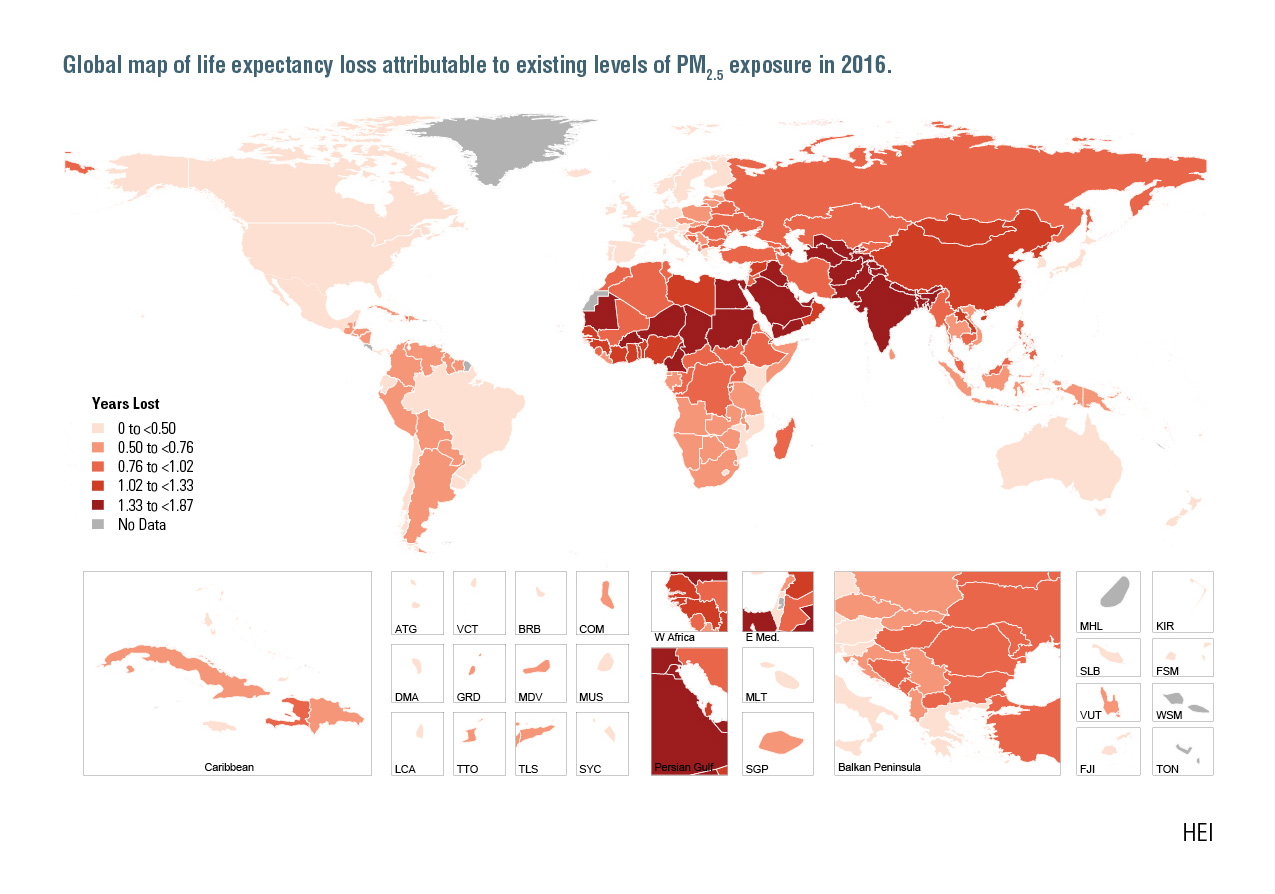 Global map of life expectancy loss attributable to existing levels of PM2.5 exposure in 2016.
Years Lost
0 to <0.50
0.50 to <0.76
0.76 to <1.02
1.02 to <1.33
1.33 to <1.87
No Data
Caribbean
ATG
VCT
BRB
COM
DMA
GRD
MDV
MUS
LCA
TTO
TLS
SYC
W Africa
E Med.
Persian Gulf
MLT
SGP
Balkan Peninsula
MHL
KIR
SLB
FSM
VUT
WSM
FJI
TON
HEI